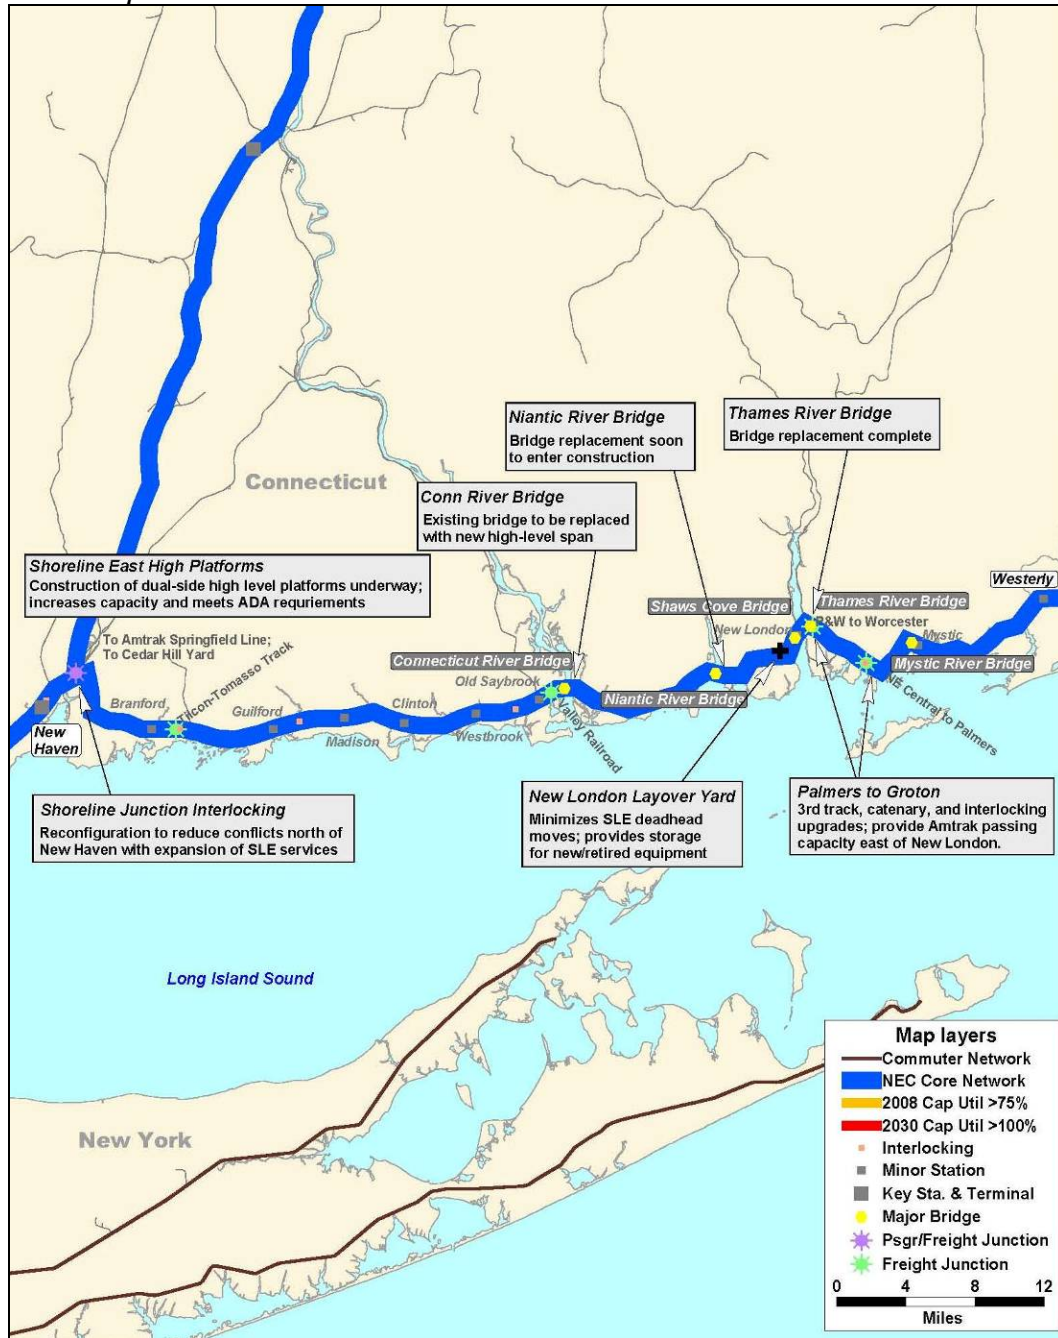 Niantic River Bridge
Bridge replacement soon
to enter construction
Thames River Bridge
Bridge replacement complete
Connecticut
Conn River Bridge
Existing bridge to be replaced
with new high-level span
Shoreline East High Platforms
Construction of dual-side high level platforms underway;
increases capacity and meets ADA requriements
Westerly
Shaws Cove Bridge
Thames River Bridge
New London
P&W to Worcester
Mystic
To Amtrak Springfield Line;
To Cedar Hill Yard
Connecticut River Bridge
Mystic River Bridge
Old Saybrook
Niantic River Bridge
NE Central to Palmers
Branford
Tilcon-Tomasso Track
Guilford
Clinton
Valley Railroad
New
Haven
Madison
Westbrook
Shoreline Junction Interlocking
Reconfiguration to reduce conflicts north of
New Haven with expansion of SLE services
New London Layover Yard
Minimizes SLE deadhead
moves; provides storage
for new/retired equipment
Palmers to Groton
3rd track, catenary, and interlocking
upgrades; provide Amtrak passing
capacity east of New London.
Long Island Sound
New York
Map layers
Commuter Network
NEC Core Network
2008 Cap Util >75%
2030 Cap Util >100%
Interlocking
Minor Station
Key Sta. & Terminal
Major Bridge
Psgr/Freight Junction
Freight Junction
0 4 8 12
Miles